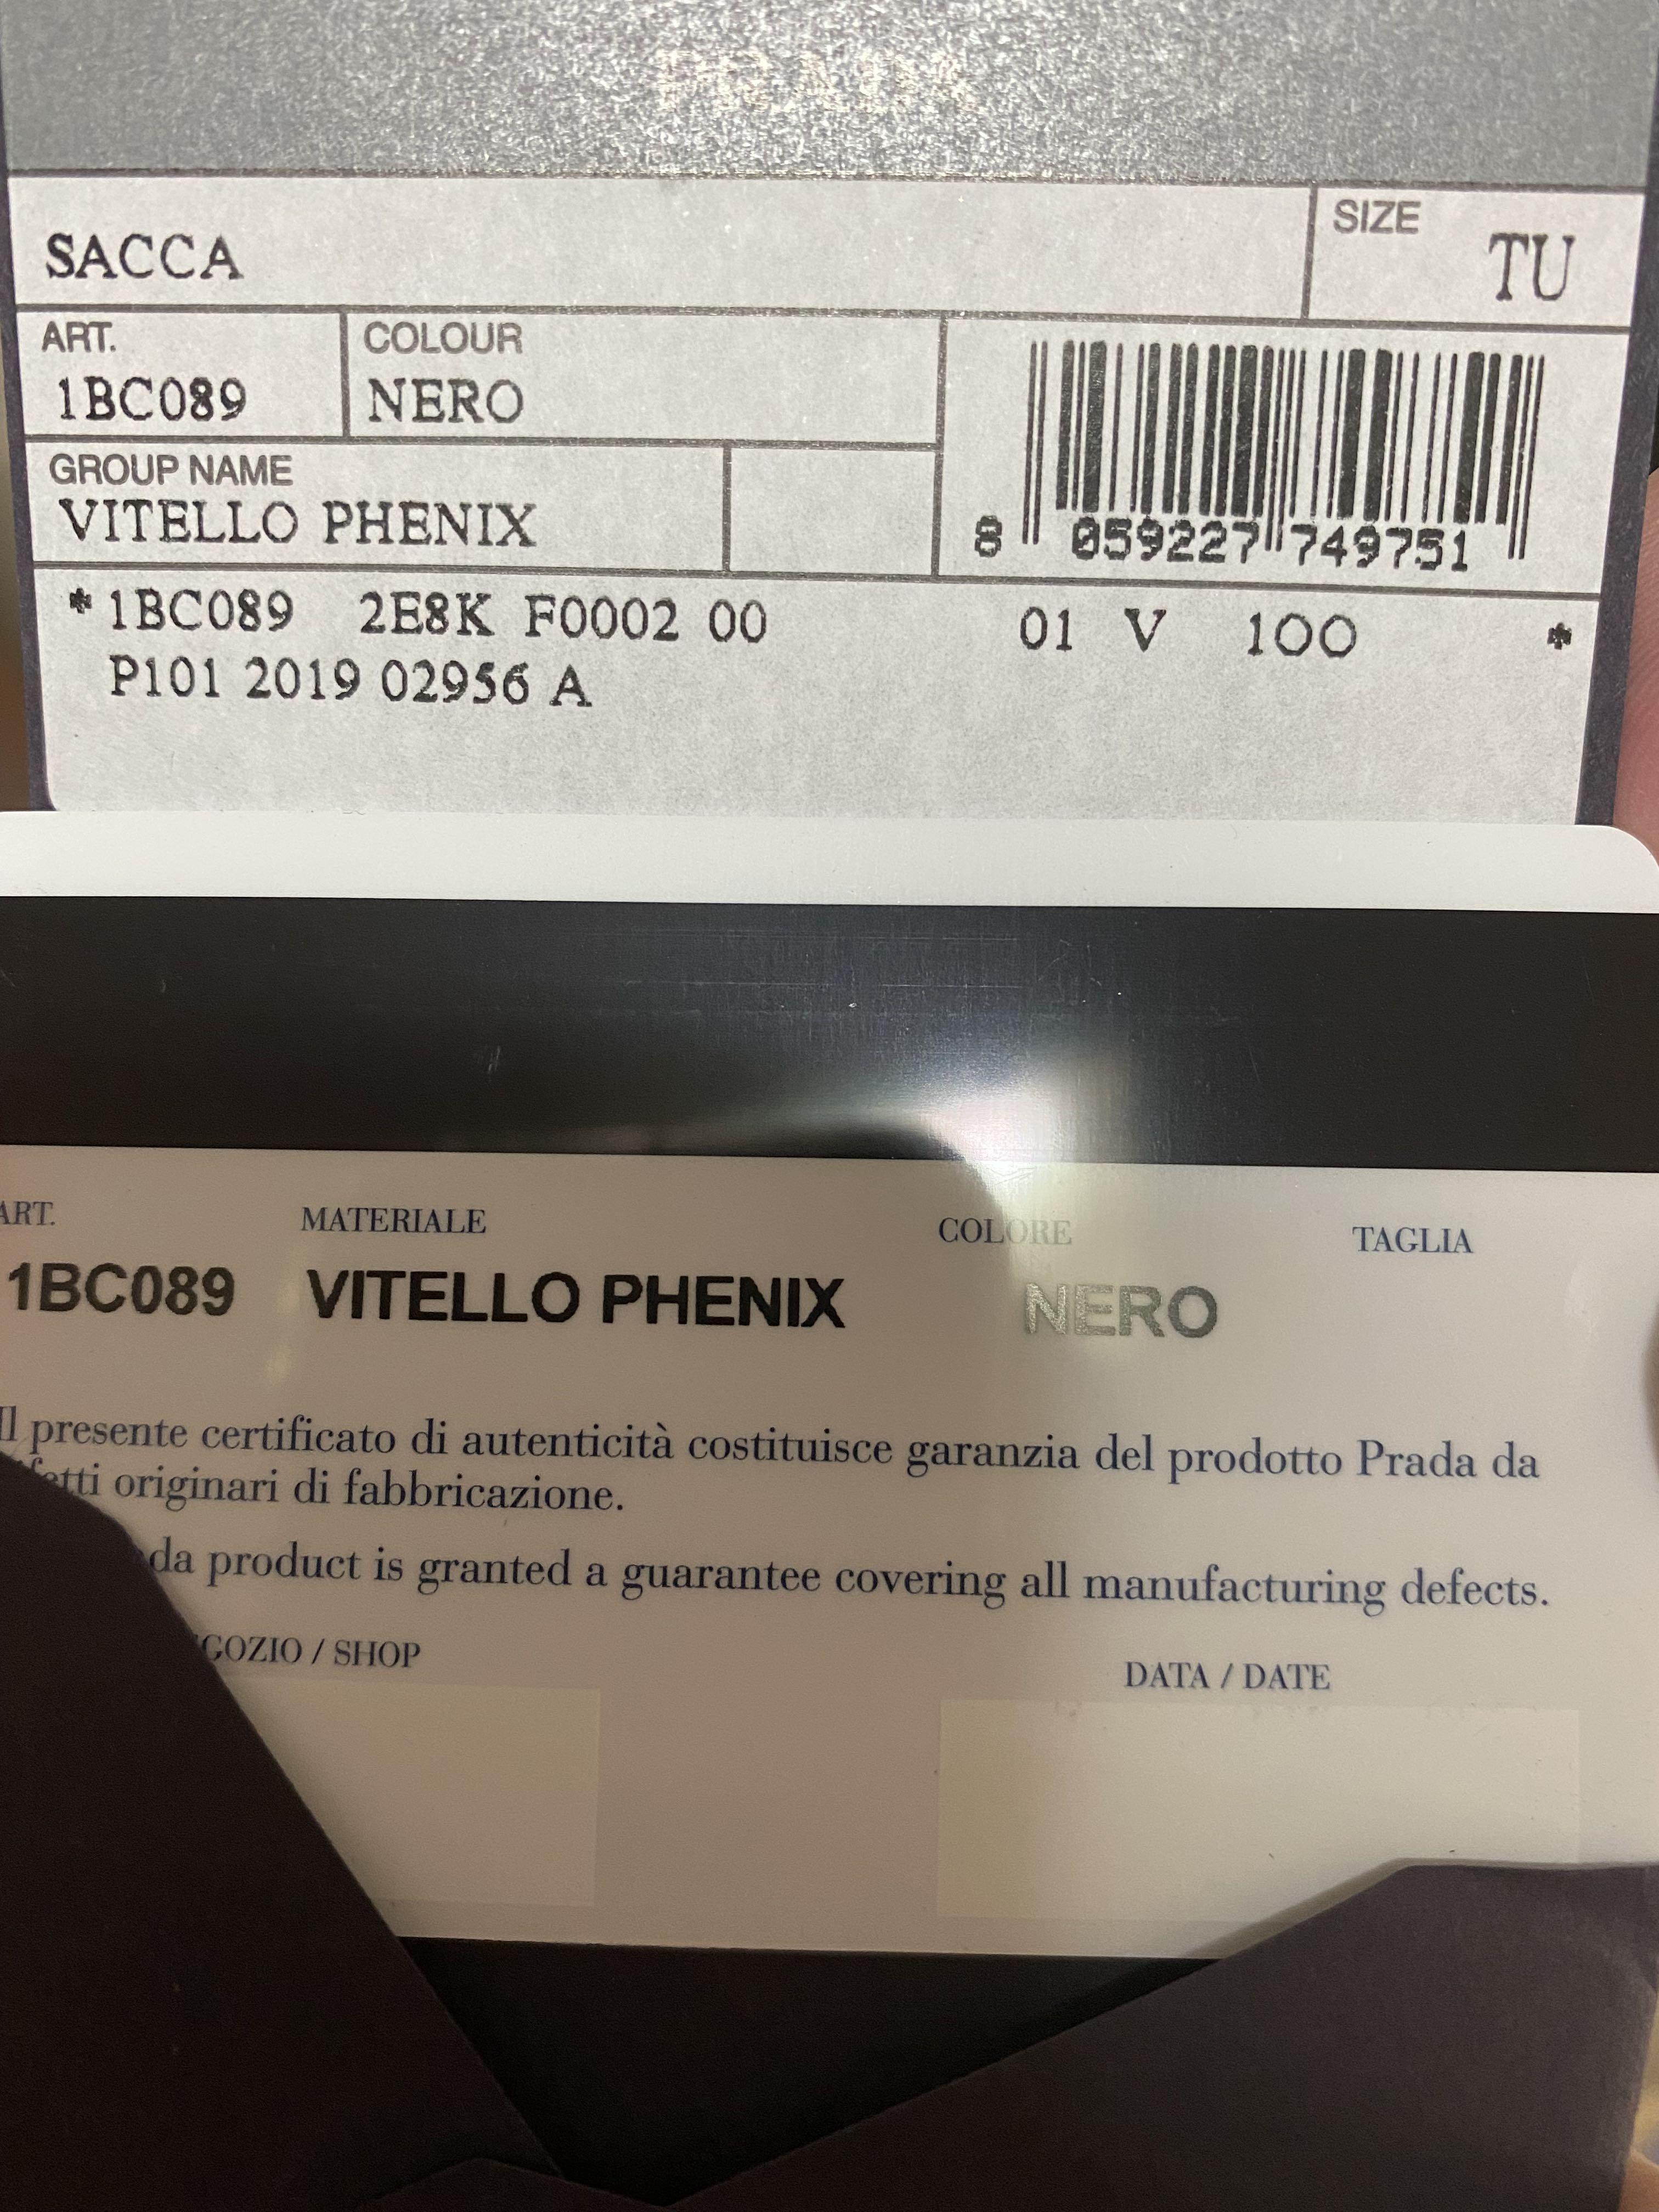 PRADA
SACCA
SIZE
TU
ART.
1BC089
COLOUR
NERO
GROUP NAME
VITELLO PHENIX
8 059227 749751
* 1BC089 2E8K F0002 00 01 V 100 *
P101 2019 02956 A
ART. MATERIALE COLORE TAGLIA
1BC089 VITELLO PHENIX NERO
Il presente certificato di autenticità costituisce garanzia del prodotto Prada da
originari di fabbricazione.
product is granted a guarantee covering all manufacturing defects.
/ SHOP
DATA / DATE